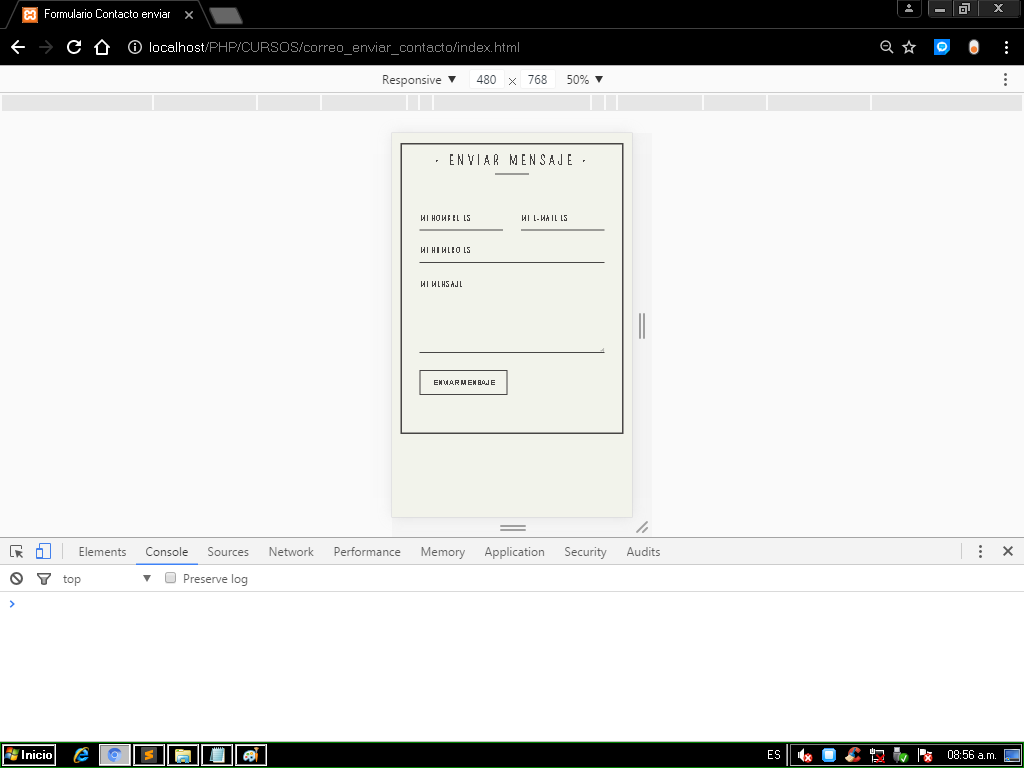 Formulario Contacto enviar
localhost/PHP/CURSOS/correo_enviar_contacto/index.html
Responsive ▼ 480 × 768 50% ▼
· ENVIAR MENSAJE ·
MI NOMBRE ES MI E-MAIL ES
MI NUMERO ES
MI MENSAJE
ENVIAR MENSAJE
Elements Console Sources Network Performance Memory Application Security Audits
top ▼ Preserve log
>
Inicio ES 08:56 a.m.